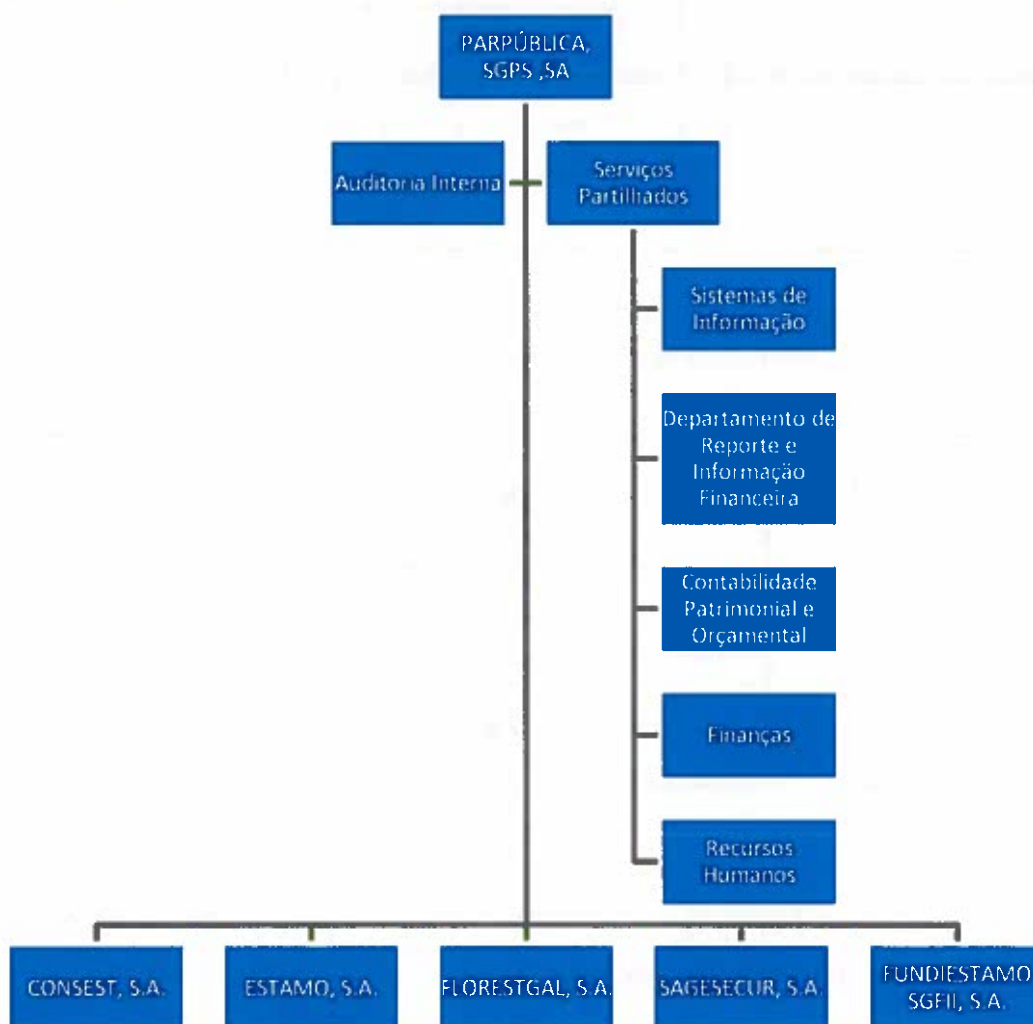 PARPÚBLICA,
SGPS ,SA
Auditoria Interna
Serviços
Partilhados
Sistemas de
Informação
Departamento de
Reporte e
Informação
Financeira
Contabilidade
Patrimonial e
Orçamental
Finanças
Recursos
Humanos
CONSEST, S.A.
ESTAMO, S.A.
FLORESTGAL, S.A.
SAGESECUR, S.A.
FUNDIESTAMO
SGFII, S.A.